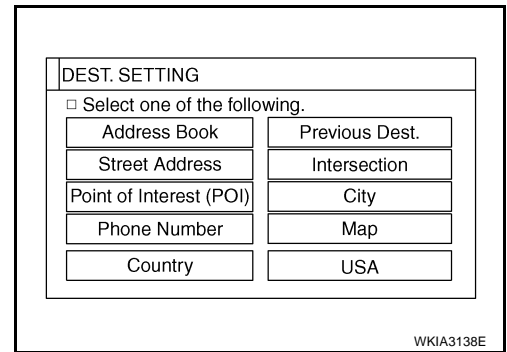 DEST. SETTING
□ Select one of the following.
Address Book
Previous Dest.
Street Address
Intersection
Point of Interest (POI)
City
Phone Number
Map
Country
USA
WKIA3138E